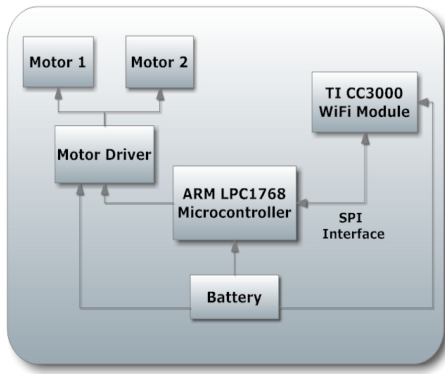 Motor 1
Motor 2
TI CC3000
WiFi Module
Motor Driver
ARM LPC1768
Microcontroller
SPI
Interface
Battery